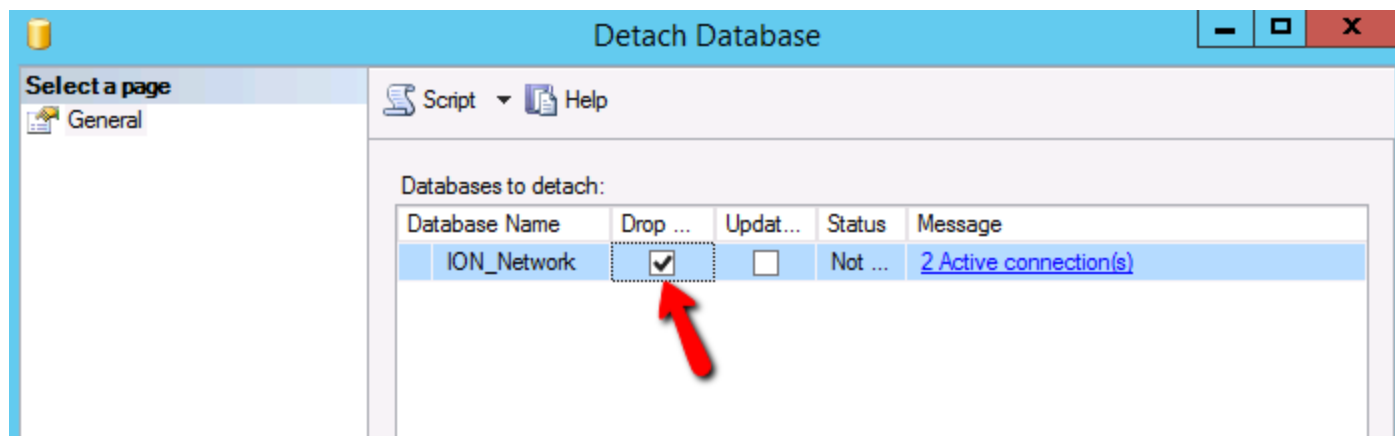 Detach Database
Select a page
General
Script Help
Databases to detach:
Database Name Drop ... Updat... Status Message
ION_Network Not ... 2 Active connection(s)